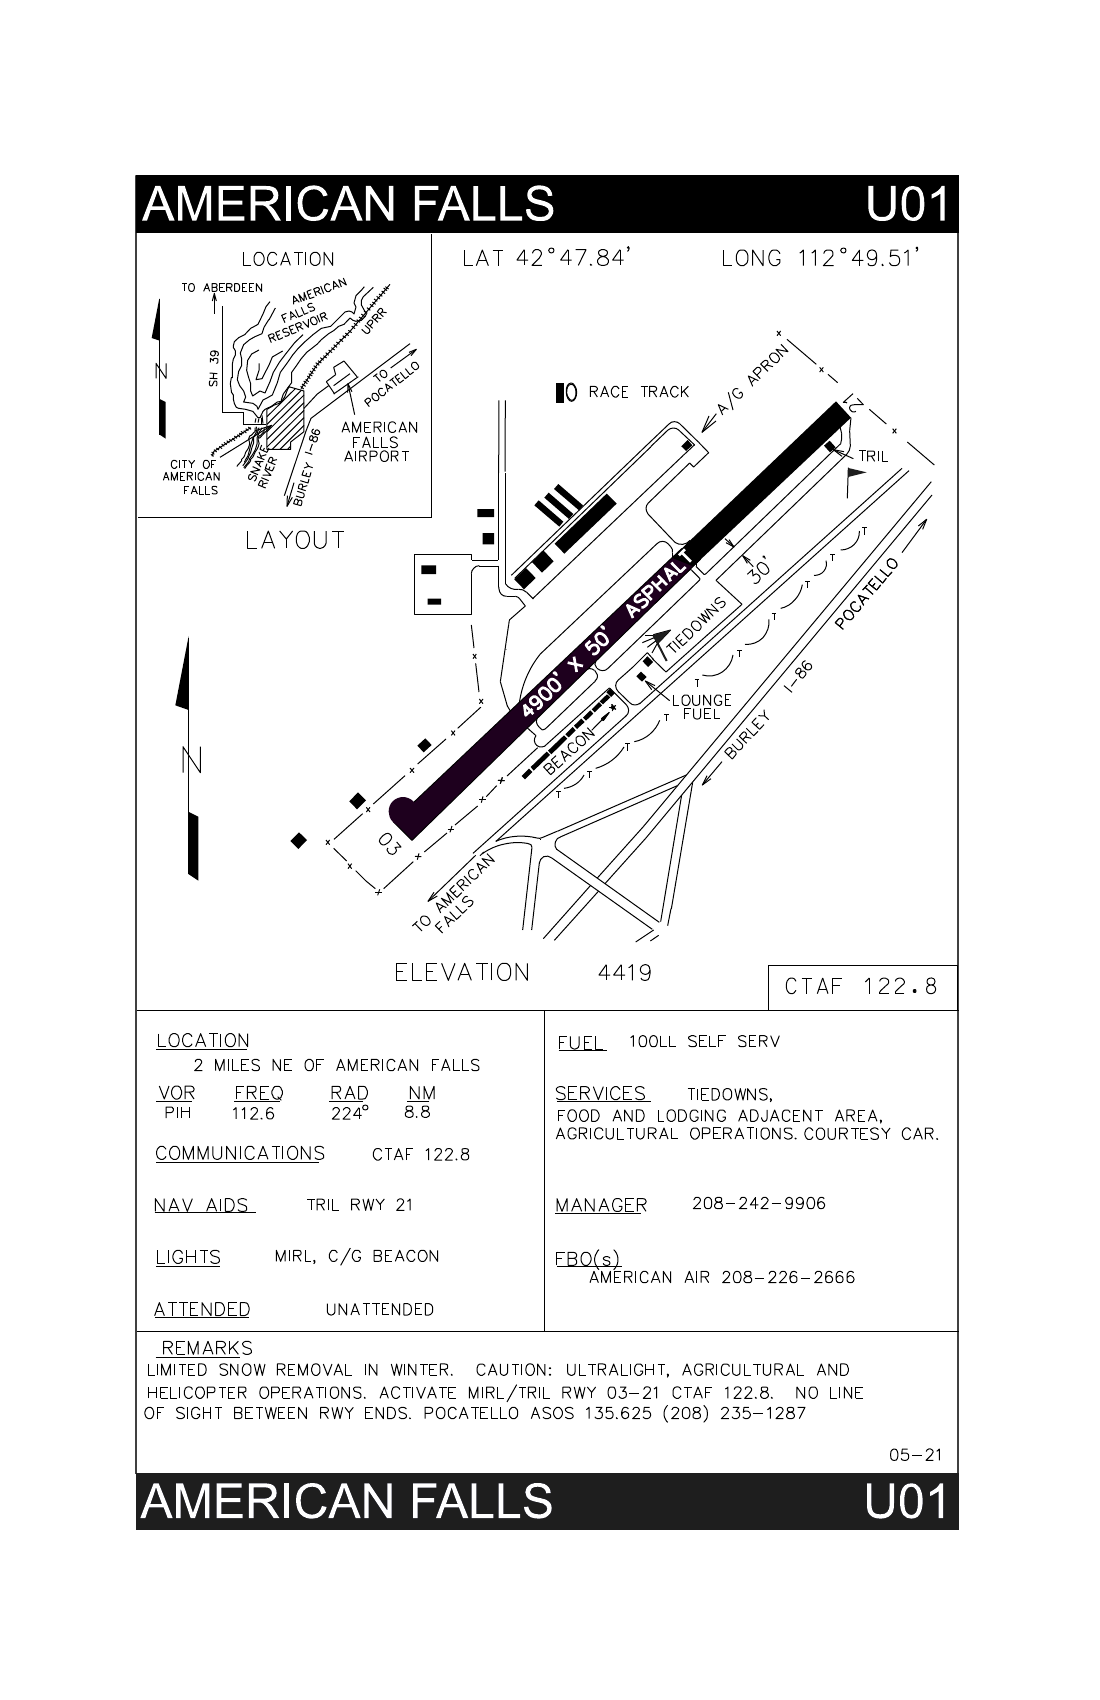 AMERICAN FALLS U01
LOCATION
LAT 42°47.84' LONG 112°49.51'
TO ABERDEEN
AMERICAN
FALLS
RESERVOIR
UPRR
SH 39
N
TO
POCATELLO
AMERICAN
FALLS
AIRPORT
CITY OF
AMERICAN
FALLS
SNAKE
RIVER
BURLEY I-86
LAYOUT
RACE TRACK
A/G APRON
21
TRIL
30'
4900' X 50' ASPHALT
TIEDOWNS
LOUNGE
FUEL
BEACON
POCATELLO
I-86
BURLEY
N
03
TO AMERICAN
FALLS
ELEVATION 4419
CTAF 122.8
LOCATION
2 MILES NE OF AMERICAN FALLS
VOR FREQ RAD NM
PIH 112.6 224° 8.8
COMMUNICATIONS CTAF 122.8
NAV AIDS TRIL RWY 21
LIGHTS MIRL, C/G BEACON
ATTENDED UNATTENDED
FUEL 100LL SELF SERV
SERVICES TIEDOWNS,
FOOD AND LODGING ADJACENT AREA,
AGRICULTURAL OPERATIONS. COURTESY CAR.
MANAGER 208-242-9906
FBO(s)
AMERICAN AIR 208-226-2666
REMARKS
LIMITED SNOW REMOVAL IN WINTER. CAUTION: ULTRALIGHT, AGRICULTURAL AND
HELICOPTER OPERATIONS. ACTIVATE MIRL/TRIL RWY 03-21 CTAF 122.8. NO LINE
OF SIGHT BETWEEN RWY ENDS. POCATELLO ASOS 135.625 (208) 235-1287
05-21
AMERICAN FALLS U01